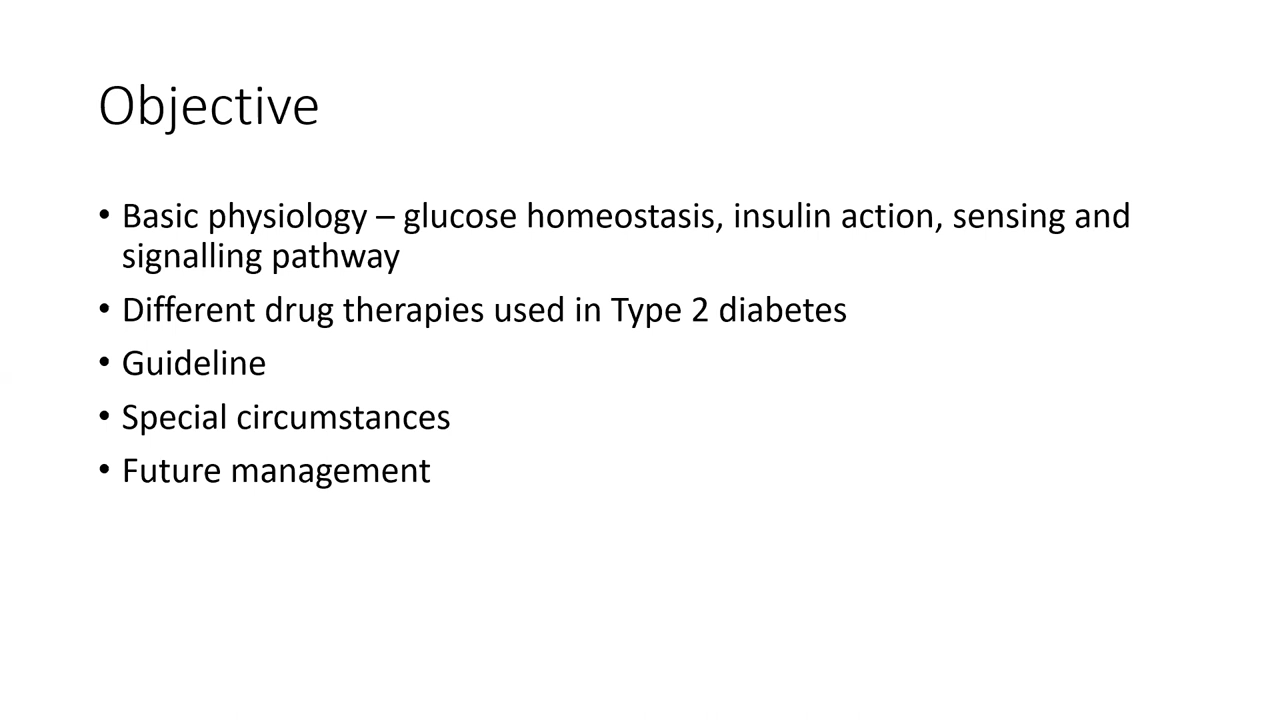 Objective
• Basic physiology – glucose homeostasis, insulin action, sensing and
signalling pathway
• Different drug therapies used in Type 2 diabetes
• Guideline
• Special circumstances
• Future management